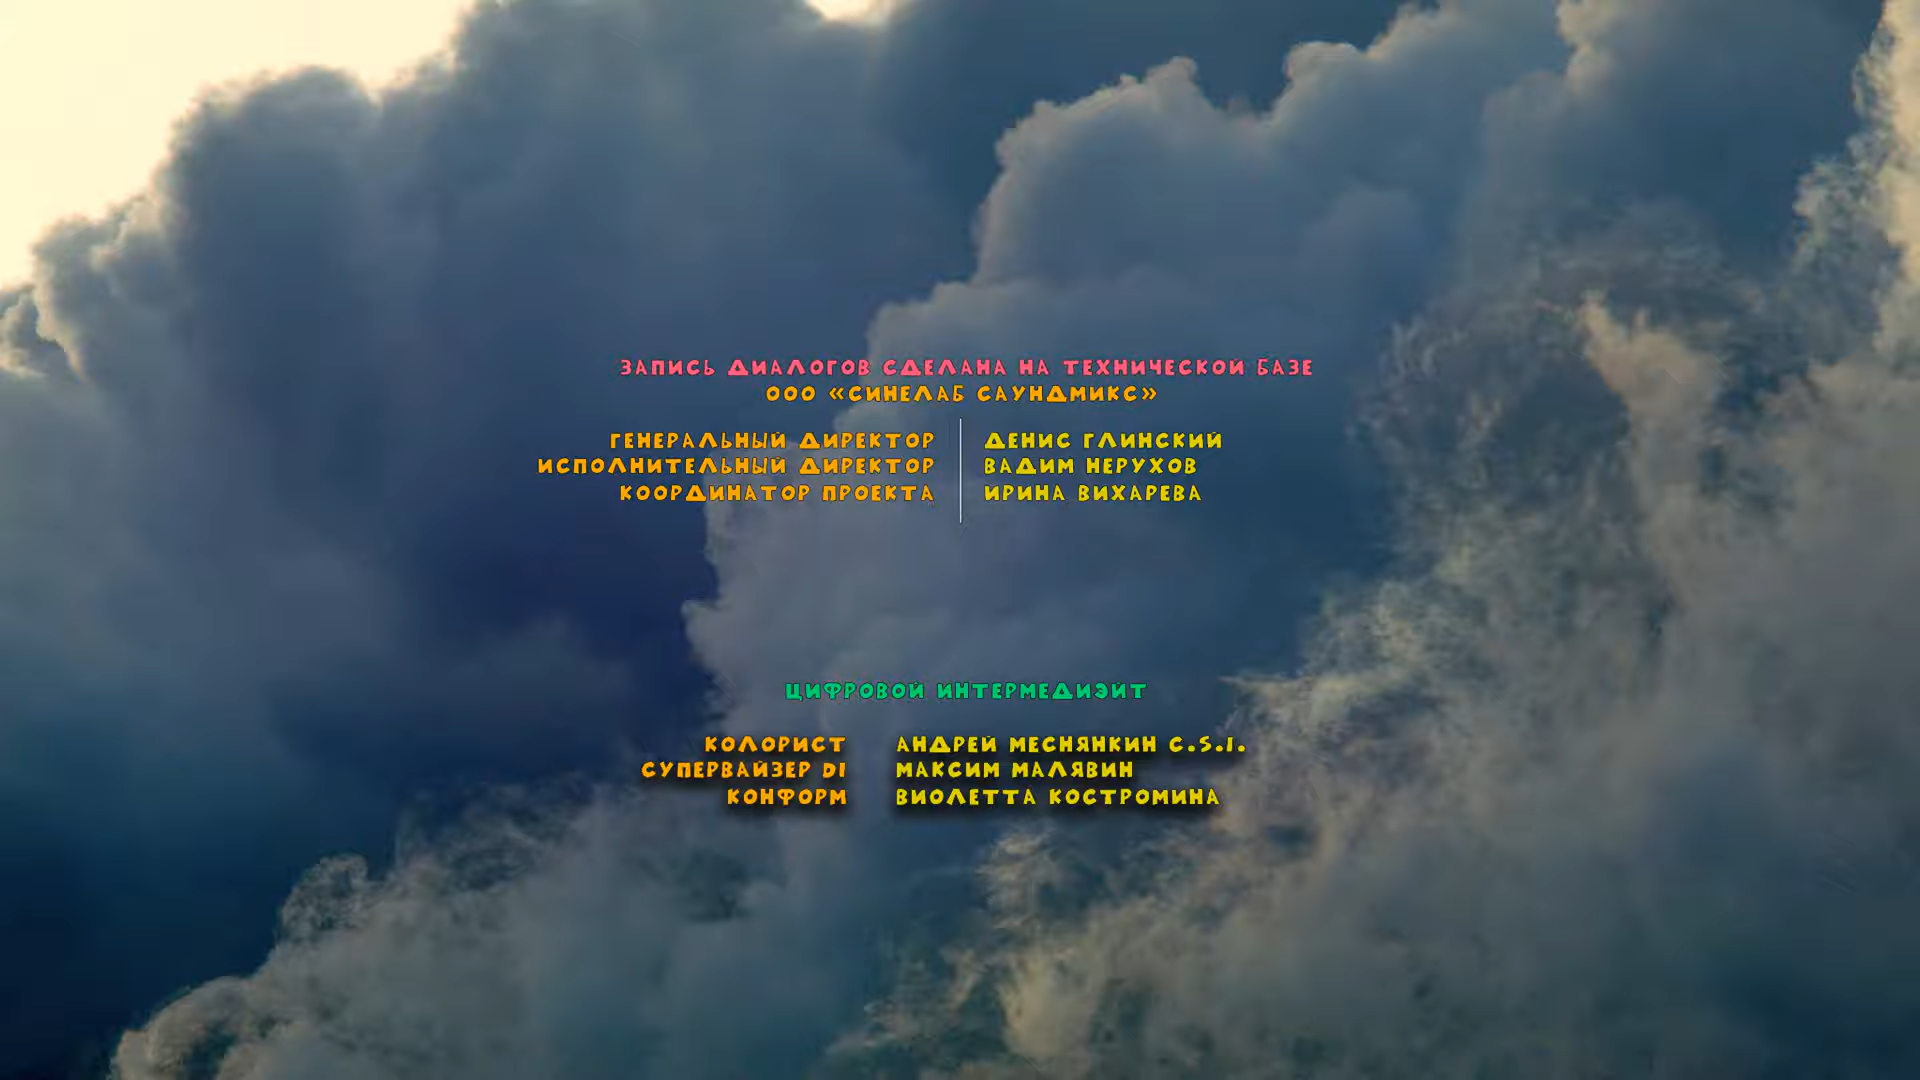 ЗАПИСЬ ДИАЛОГОВ СДЕЛАНА НА ТЕХНИЧЕСКОЙ БАЗЕ
ООО «СИНЕЛАБ САУНДМИКС»
ГЕНЕРАЛЬНЫЙ ДИРЕКТОР ДЕНИС ГЛИНСКИЙ
ИСПОЛНИТЕЛЬНЫЙ ДИРЕКТОР ВАДИМ НЕРУХОВ
КООРДИНАТОР ПРОЕКТА ИРИНА ВИХАРЕВА
ЦИФРОВОЙ ИНТЕРМЕДИЭЙТ
КОЛОРИСТ АНДРЕЙ МЕСНЯНКИН C.S.I.
СУПЕРВАЙЗЕР DI МАКСИМ МАЛЯВИН
КОНФОРМ ВИОЛЕТТА КОСТРОМИНА